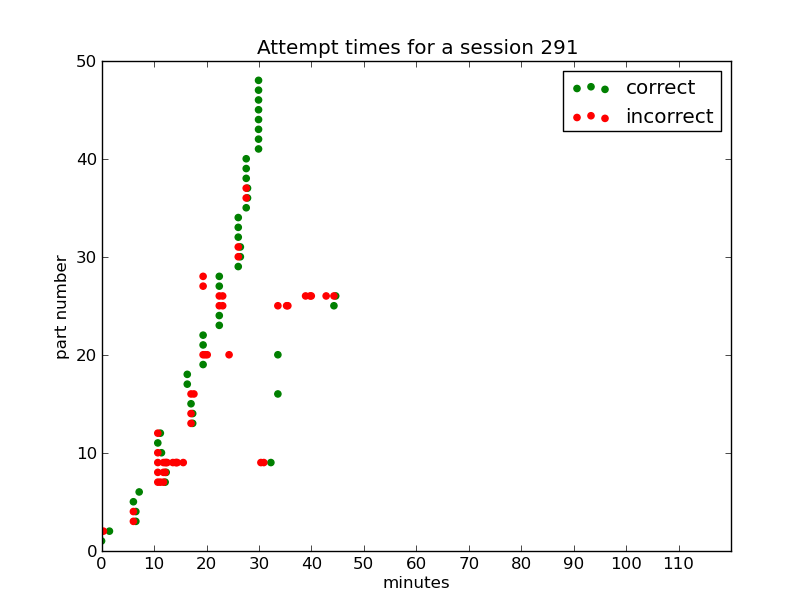 Attempt times for a session 291
correct
incorrect
50
40
30
20
10
0
part number
0 10 20 30 40 50 60 70 80 90 100 110
minutes